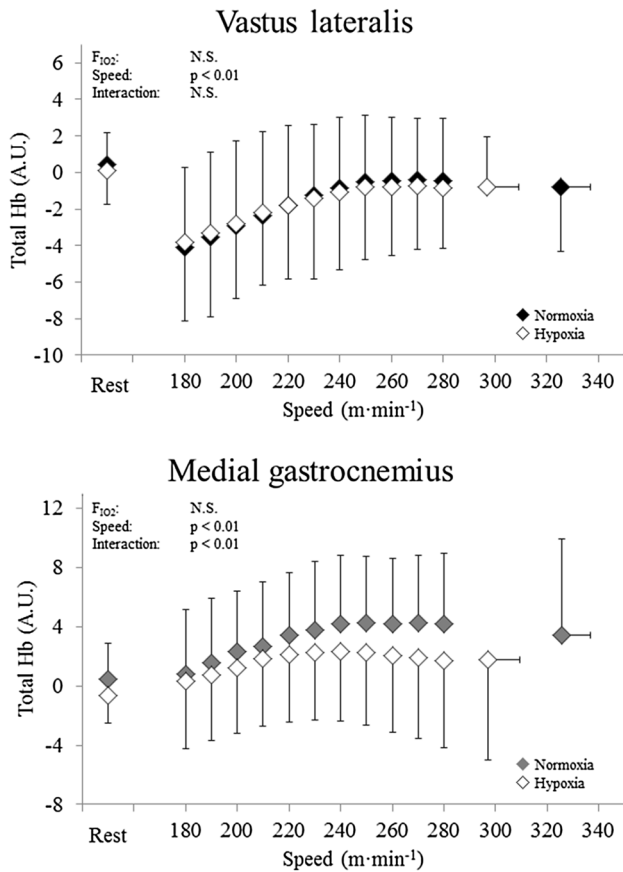 Vastus lateralis
F_IO2: N.S.
Speed: p < 0.01
Interaction: N.S.
Total Hb (A.U.)
6
4
2
0
-2
-4
-6
-8
-10
Normoxia
Hypoxia
Rest 180 200 220 240 260 280 300 320 340
Speed (m·min⁻¹)
Medial gastrocnemius
F_IO2: N.S.
Speed: p < 0.01
Interaction: p < 0.01
Total Hb (A.U.)
12
8
4
0
-4
-8
Normoxia
Hypoxia
Rest 180 200 220 240 260 280 300 320 340
Speed (m·min⁻¹)